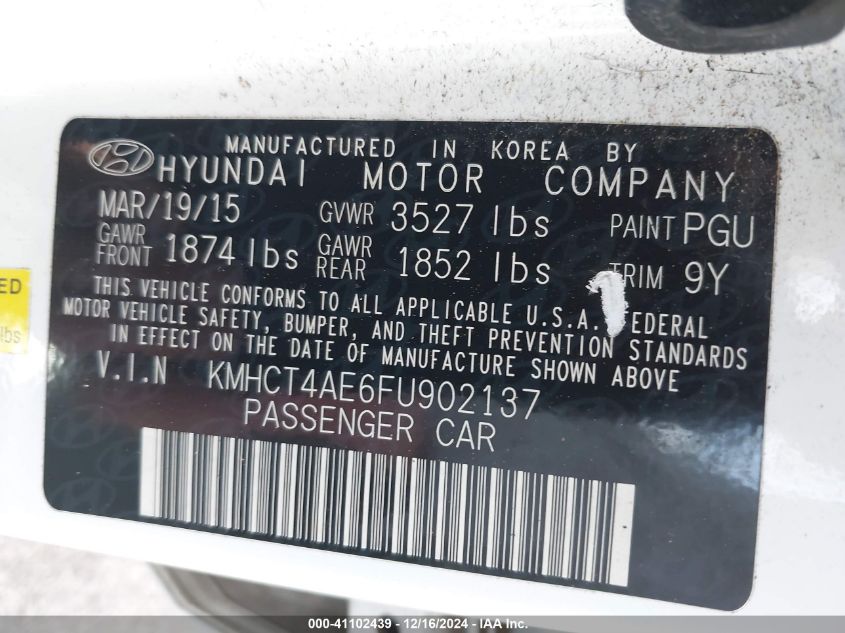 MANUFACTURED IN KOREA BY
HYUNDAI MOTOR COMPANY
MAR/19/15 GVWR 3527 lbs PAINT PGU
GAWR FRONT 1874 lbs GAWR REAR 1852 lbs TRIM 9Y
THIS VEHICLE CONFORMS TO ALL APPLICABLE U.S.A. FEDERAL
MOTOR VEHICLE SAFETY, BUMPER, AND THEFT PREVENTION STANDARDS
IN EFFECT ON THE DATE OF MANUFACTURE SHOWN ABOVE
V.I.N KMHCT4AE6FU902137
PASSENGER CAR
ED
lbs
000-41102439 - 12/16/2024 - IAA Inc.